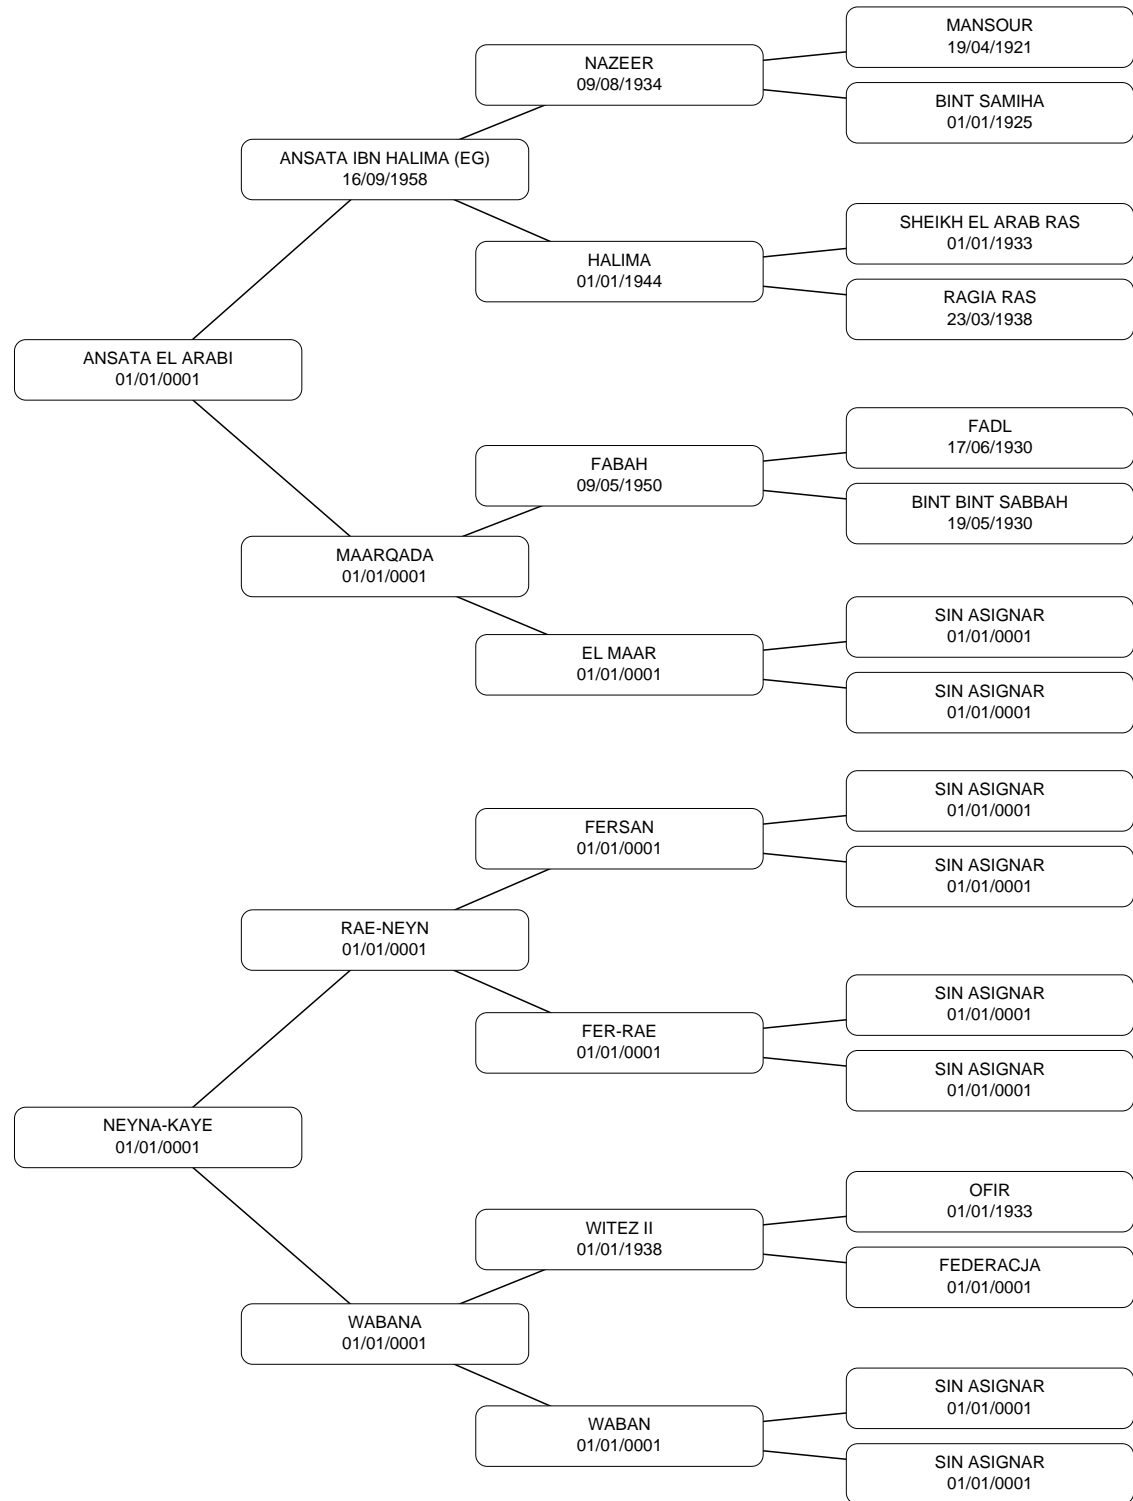 MANSOUR
19/04/1921
NAZEER
09/08/1934
BINT SAMIHA
01/01/1925
ANSATA IBN HALIMA (EG)
16/09/1958
SHEIKH EL ARAB RAS
01/01/1933
HALIMA
01/01/1944
RAGIA RAS
23/03/1938
ANSATA EL ARABI
01/01/0001
FADL
17/06/1930
FABAH
09/05/1950
BINT BINT SABBAH
19/05/1930
MAARQADA
01/01/0001
SIN ASIGNAR
01/01/0001
EL MAAR
01/01/0001
SIN ASIGNAR
01/01/0001
SIN ASIGNAR
01/01/0001
FERSAN
01/01/0001
SIN ASIGNAR
01/01/0001
RAE-NEYN
01/01/0001
SIN ASIGNAR
01/01/0001
FER-RAE
01/01/0001
SIN ASIGNAR
01/01/0001
NEYNA-KAYE
01/01/0001
OFIR
01/01/1933
WITEZ II
01/01/1938
FEDERACJA
01/01/0001
WABANA
01/01/0001
SIN ASIGNAR
01/01/0001
WABAN
01/01/0001
SIN ASIGNAR
01/01/0001